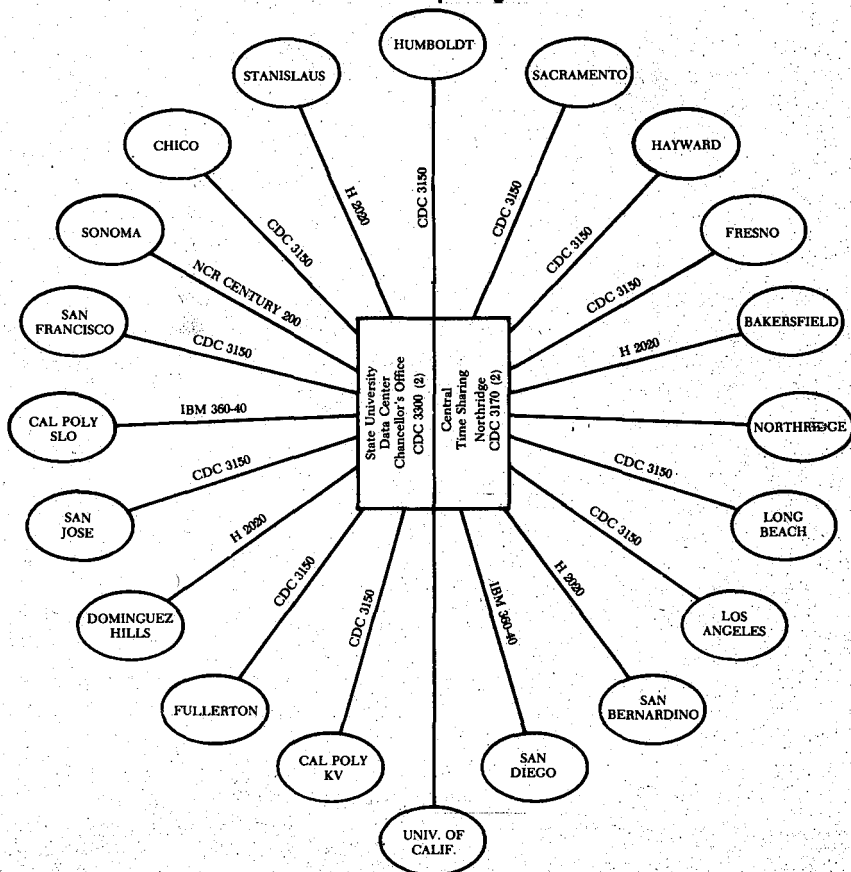 HUMBOLDT
STANISLAUS
SACRAMENTO
CHICO
HAYWARD
SONOMA
FRESNO
SAN
FRANCISCO
BAKERSFIELD
CAL POLY
SLO
NORTHRIDGE
SAN
JOSE
LONG
BEACH
DOMINGUEZ
HILLS
LOS
ANGELES
FULLERTON
SAN
BERNARDINO
CAL POLY
KV
SAN
DIEGO
UNIV. OF
CALIF.
H 2020
CDC 3150
CDC 3150
CDC 3150
CDC 3150
NCR CENTURY 200
CDC 3150
CDC 3150
H 2020
IBM 360-40
CDC 3150
CDC 3150
H 2020
CDC 3150
CDC 3150
CDC 3150
IBM 360-40
H 2020
State University
Data Center
Chancellor's Office
CDC 3300 (2)
Central
Time Sharing
Northridge
CDC 3170 (2)